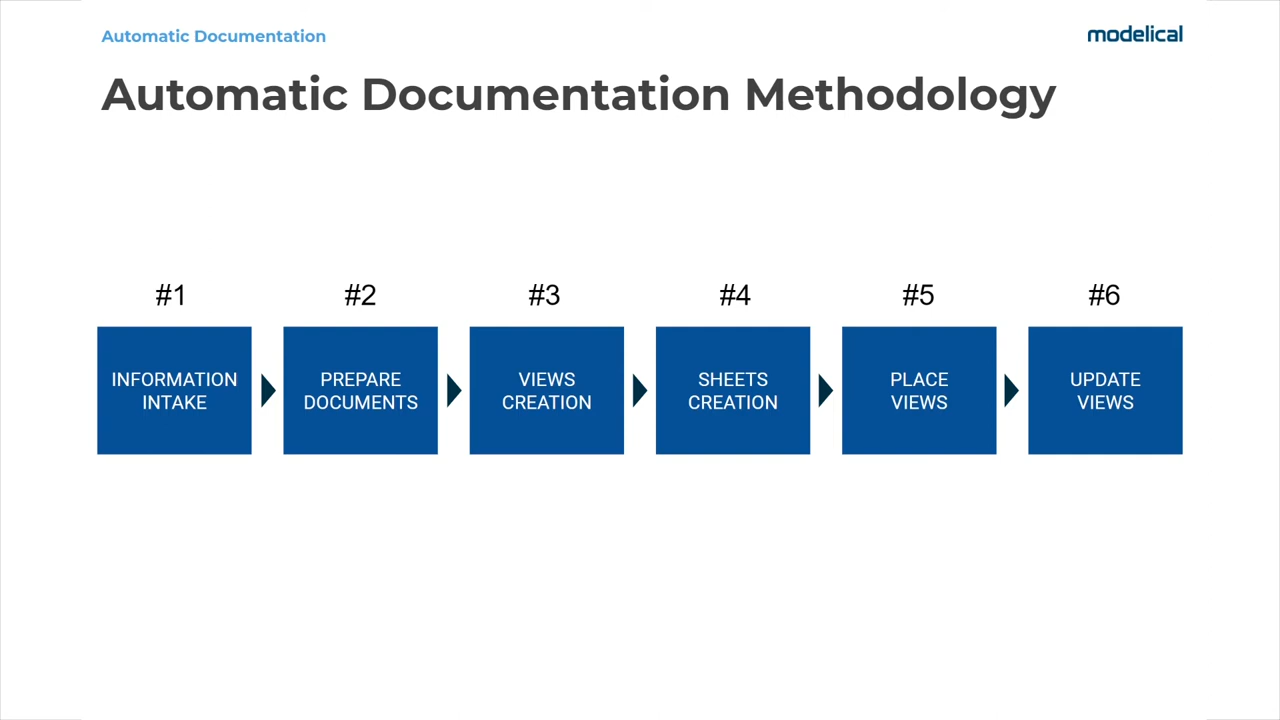 Automatic Documentation
modelical
Automatic Documentation Methodology
#1
#2
#3
#4
#5
#6
INFORMATION
INTAKE
PREPARE
DOCUMENTS
VIEWS
CREATION
SHEETS
CREATION
PLACE
VIEWS
UPDATE
VIEWS